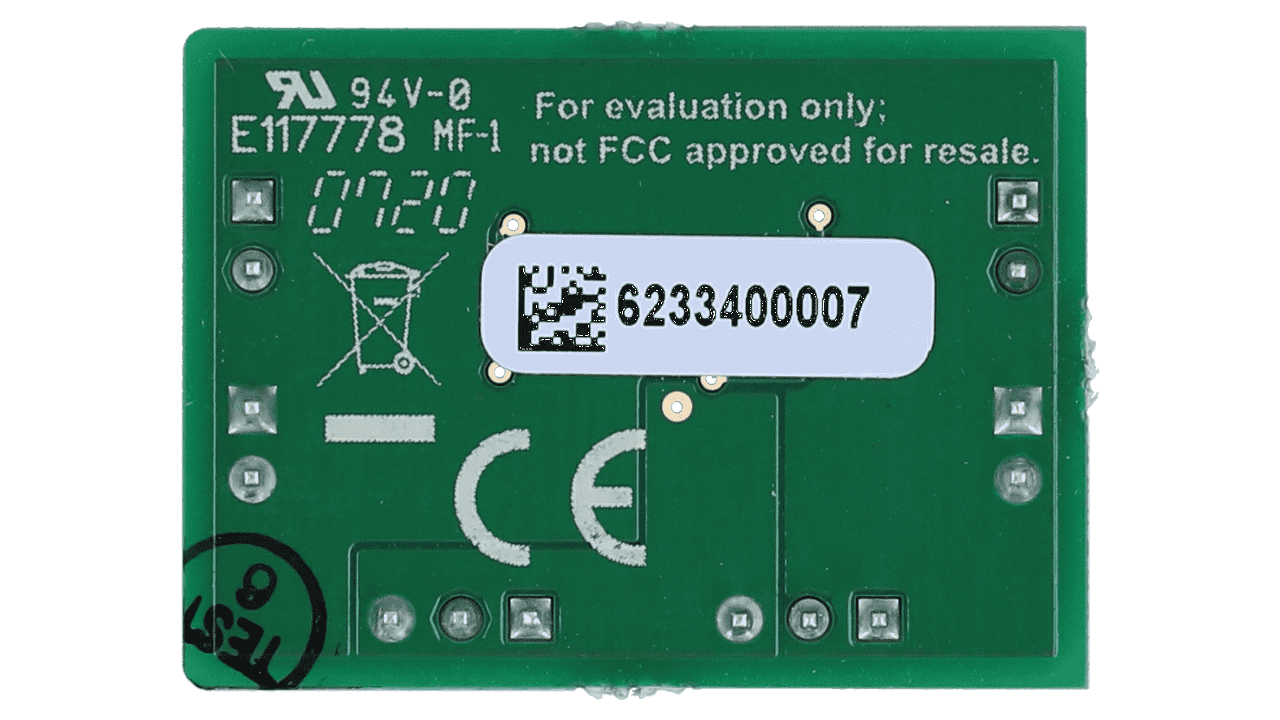 94V-0
E117778 MF-1
0720
For evaluation only;
not FCC approved for resale.
6233400007
CE
TEST
8